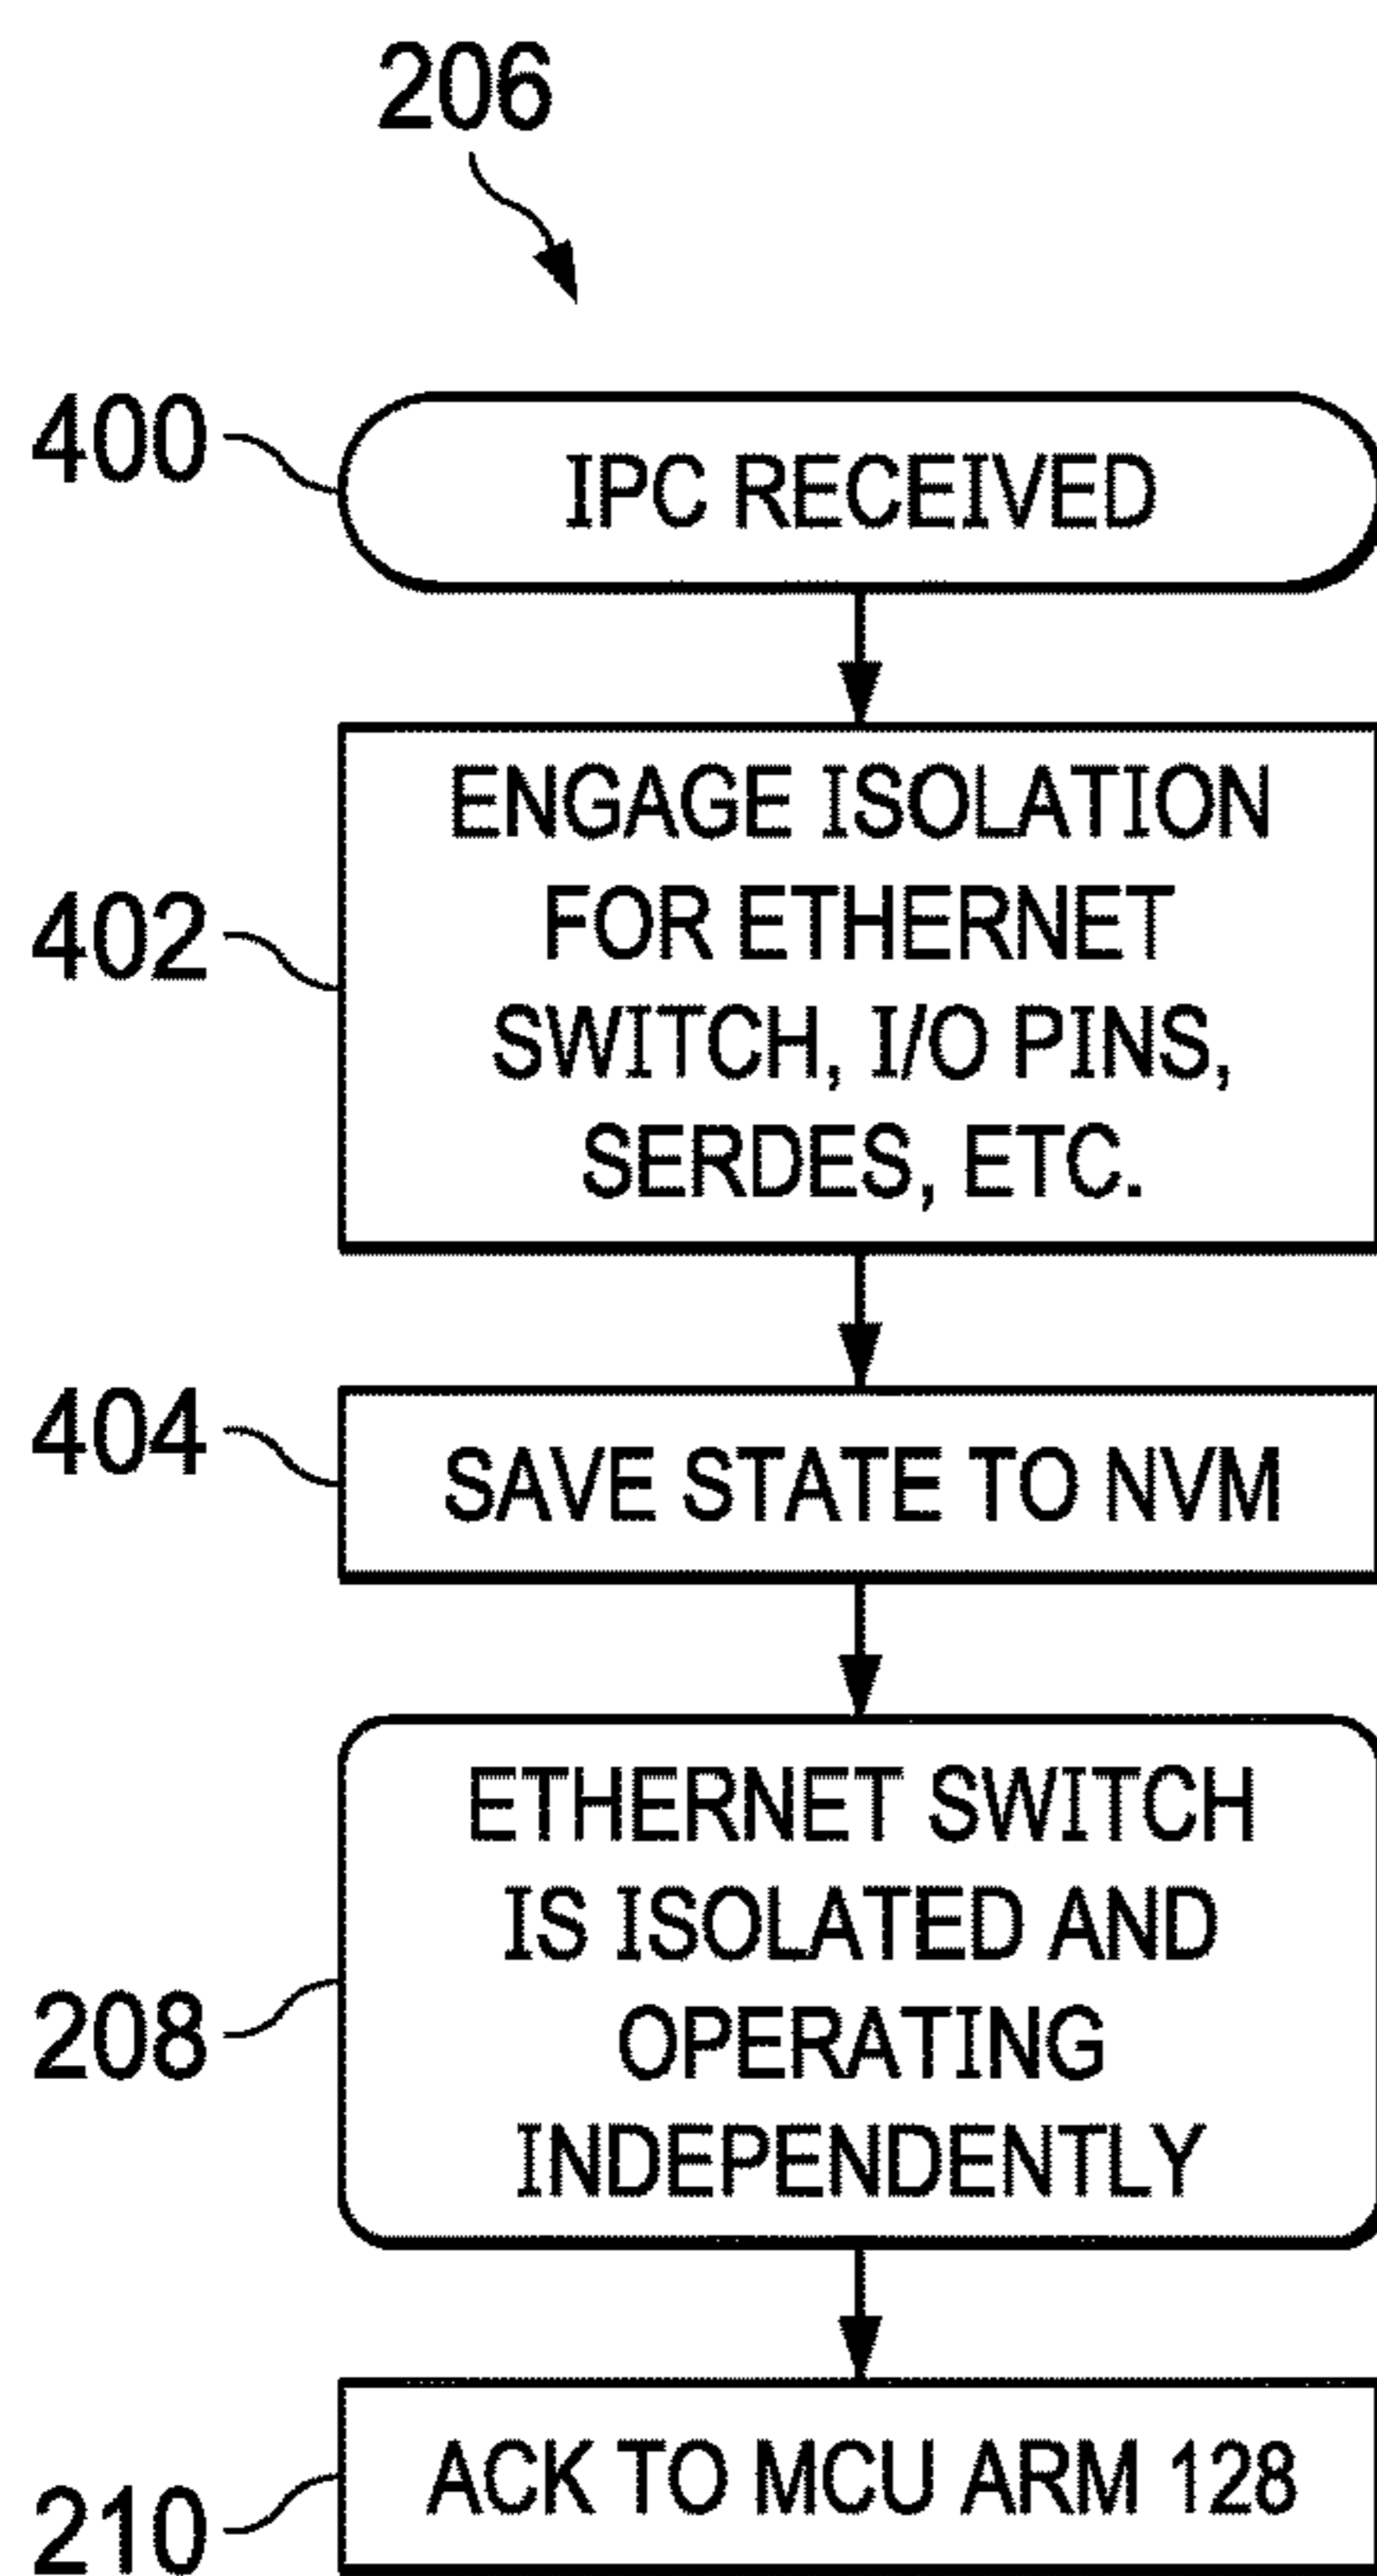 206
400
IPC RECEIVED
402
ENGAGE ISOLATION
FOR ETHERNET
SWITCH, I/O PINS,
SERDES, ETC.
404
SAVE STATE TO NVM
208
ETHERNET SWITCH
IS ISOLATED AND
OPERATING
INDEPENDENTLY
210
ACK TO MCU ARM 128